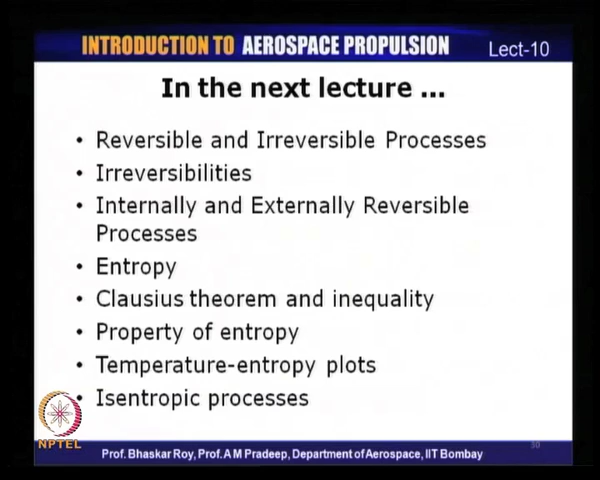 INTRODUCTION TO AEROSPACE PROPULSION Lect-10
In the next lecture ...
• Reversible and Irreversible Processes
• Irreversibilities
• Internally and Externally Reversible
Processes
• Entropy
• Clausius theorem and inequality
• Property of entropy
• Temperature-entropy plots
• Isentropic processes
NPTEL
30
Prof. Bhaskar Roy, Prof. A M Pradeep, Department of Aerospace, IIT Bombay